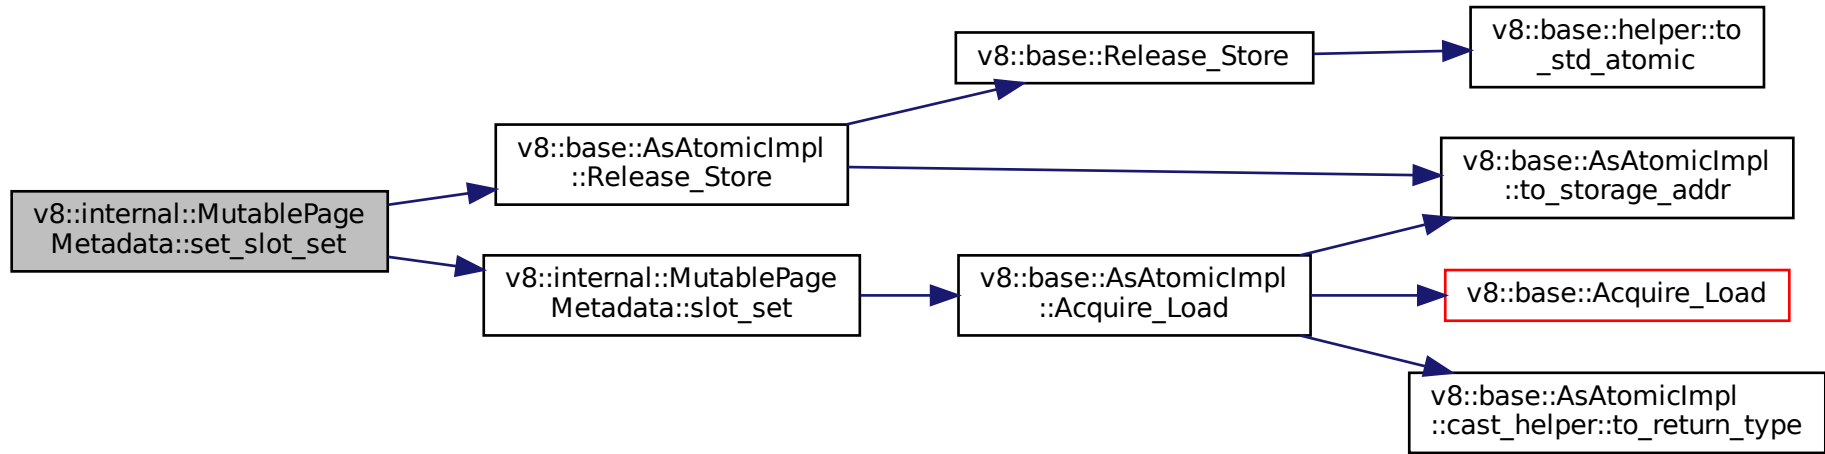 v8::internal::MutablePage
Metadata::set_slot_set
v8::base::AsAtomicImpl
::Release_Store
v8::base::Release_Store
v8::base::helper::to
_std_atomic
v8::base::AsAtomicImpl
::to_storage_addr
v8::internal::MutablePage
Metadata::slot_set
v8::base::AsAtomicImpl
::Acquire_Load
v8::base::Acquire_Load
v8::base::AsAtomicImpl
::cast_helper::to_return_type